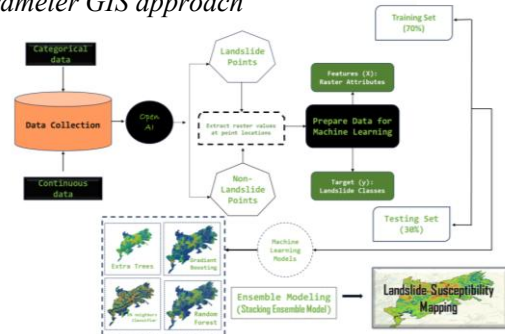 rameter GIS approach
Categorical
data
Data Collection
Continuous
data
Open
AI
Landslide
Points
Extract raster values
at point locations
Non-
Landslide
Points
Features (X):
Raster Attributes
Prepare Data for
Machine Learning
Target (y):
Landslide Classes
Training Set
(70%)
Testing Set
(30%)
Machine
Learning
Models
Extra Trees
Gradient
Boosting
Classifier
Random
Forest
Ensemble Modeling
(Stacking Ensemble Model)
Landslide-Susceptibility
Mapping